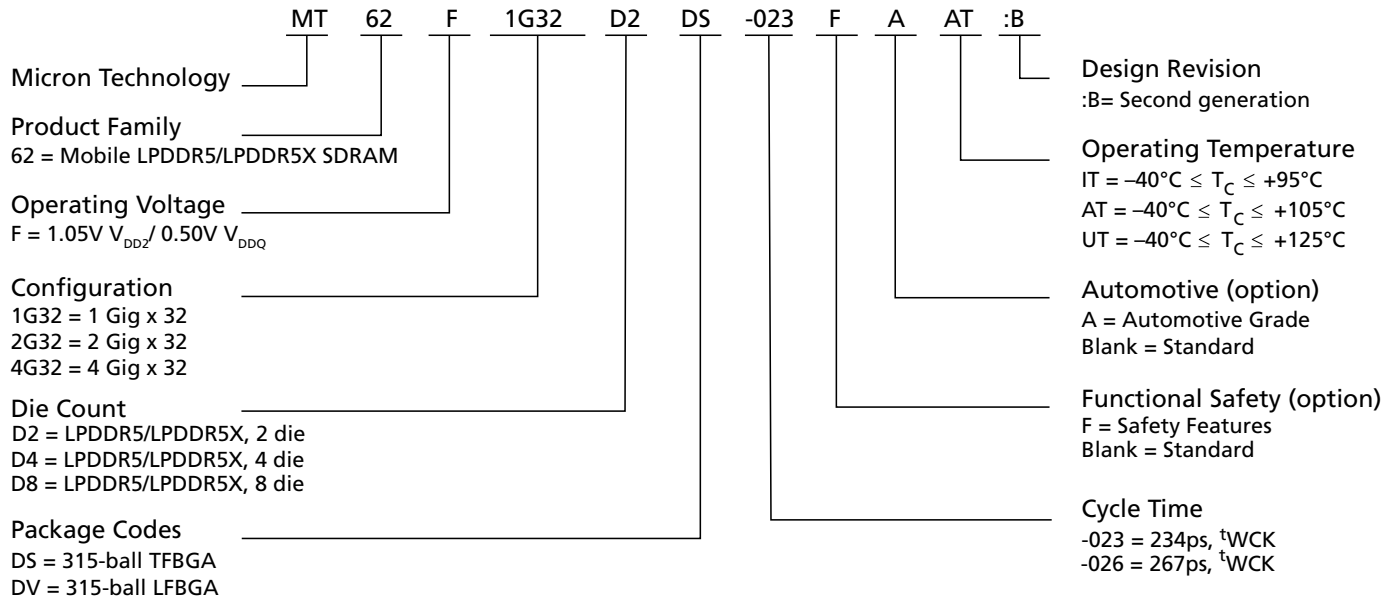 MT 62 F 1G32 D2 DS -023 F A AT :B
Micron Technology
Product Family
62 = Mobile LPDDR5/LPDDR5X SDRAM
Operating Voltage
F = 1.05V VDD2/ 0.50V VDDQ
Configuration
1G32 = 1 Gig x 32
2G32 = 2 Gig x 32
4G32 = 4 Gig x 32
Die Count
D2 = LPDDR5/LPDDR5X, 2 die
D4 = LPDDR5/LPDDR5X, 4 die
D8 = LPDDR5/LPDDR5X, 8 die
Package Codes
DS = 315-ball TFBGA
DV = 315-ball LFBGA
Design Revision
:B= Second generation
Operating Temperature
IT = –40°C ≤ TC ≤ +95°C
AT = –40°C ≤ TC ≤ +105°C
UT = –40°C ≤ TC ≤ +125°C
Automotive (option)
A = Automotive Grade
Blank = Standard
Functional Safety (option)
F = Safety Features
Blank = Standard
Cycle Time
-023 = 234ps, tWCK
-026 = 267ps, tWCK